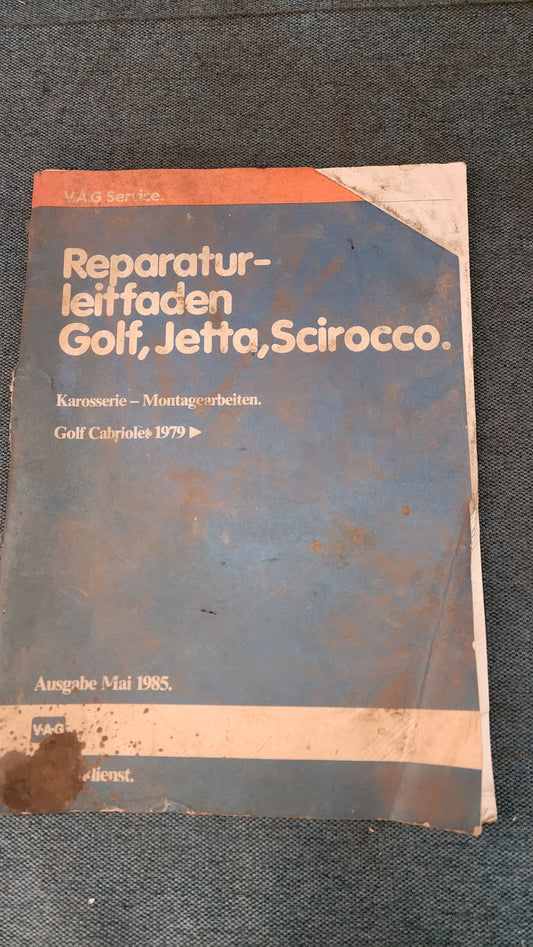 V.A.G Service.
Reparatur-
leitfaden
Golf, Jetta, Scirocco.
Karosserie – Montagearbeiten.
Golf Cabriolet 1979 ►
Ausgabe Mai 1985.
V·A·G